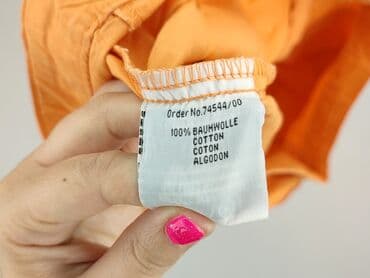 Order No.74544/00
100% BAUMWOLLE
COTTON
COTON
ALGODON